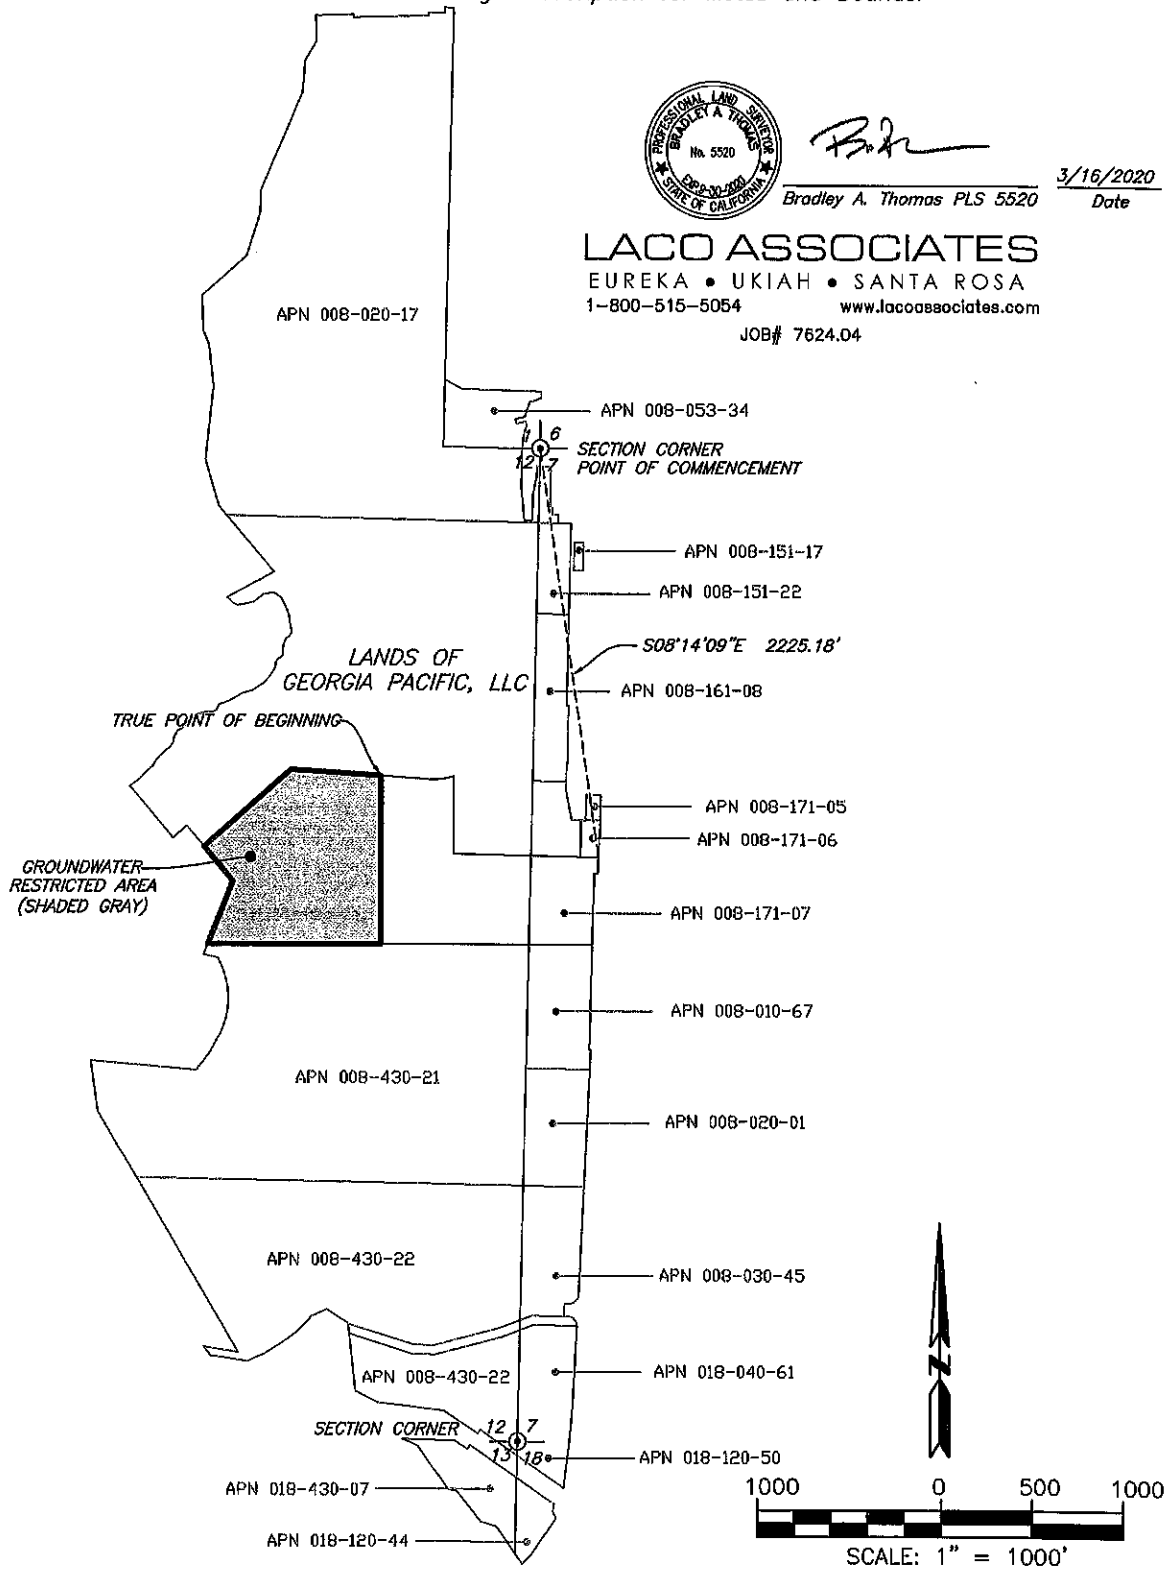 PROFESSIONAL LAND SURVEYOR
BRADLEY A THOMAS
No. 5520
EXP.9-30-2020
STATE OF CALIFORNIA
Bradley A. Thomas PLS 5520
3/16/2020
Date
LACO ASSOCIATES
EUREKA • UKIAH • SANTA ROSA
1-800-515-5054 www.lacoassociates.com
JOB# 7624.04
APN 008-020-17
APN 008-053-34
1 6
12 7
SECTION CORNER
POINT OF COMMENCEMENT
APN 008-151-17
APN 008-151-22
S08°14'09"E 2225.18'
LANDS OF
GEORGIA PACIFIC, LLC
APN 008-161-08
TRUE POINT OF BEGINNING
APN 008-171-05
APN 008-171-06
GROUNDWATER
RESTRICTED AREA
(SHADED GRAY)
APN 008-171-07
APN 008-010-67
APN 008-430-21
APN 008-020-01
APN 008-430-22
APN 008-030-45
APN 008-430-22
APN 018-040-61
SECTION CORNER
12 7
13 18
APN 018-120-50
APN 018-430-07
APN 018-120-44
N
1000 0 500 1000
SCALE: 1" = 1000'